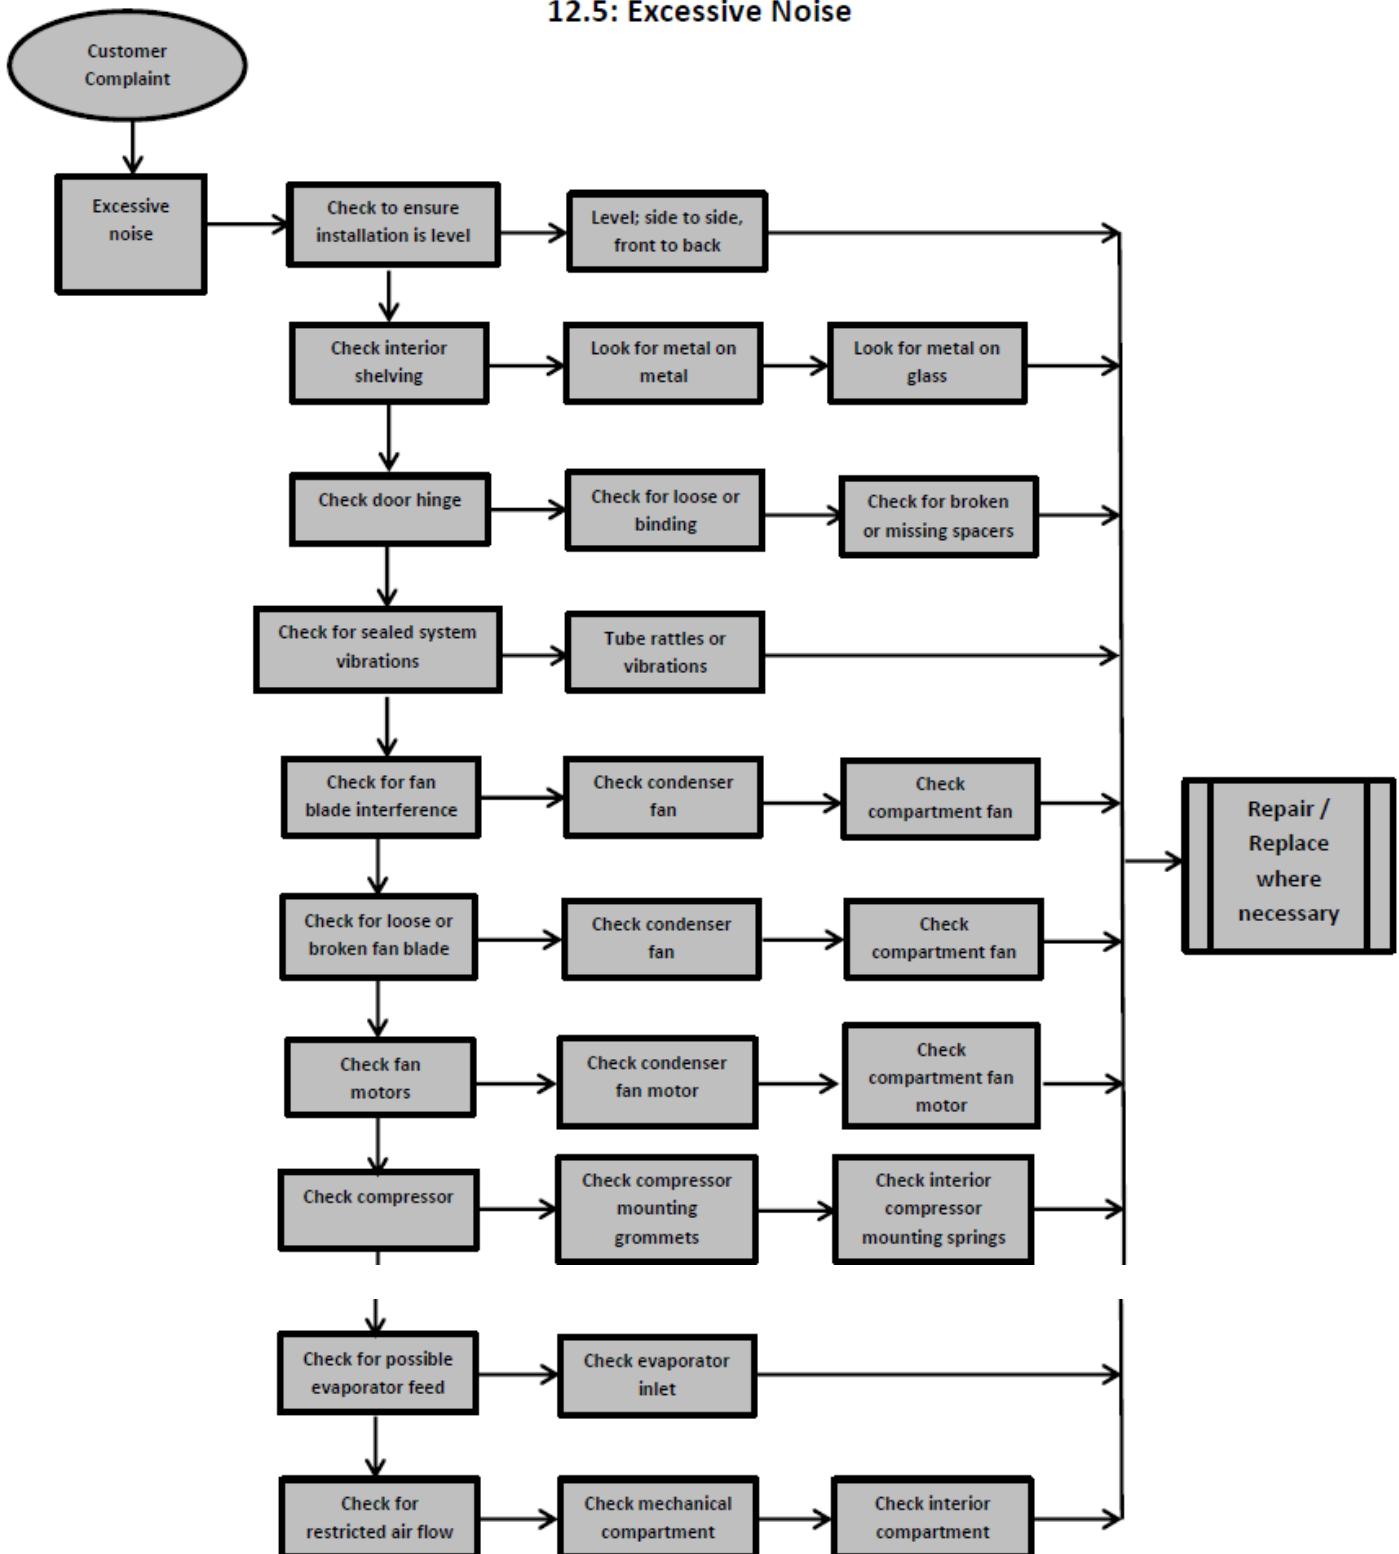 12.5: Excessive Noise
Customer
Complaint
Excessive
noise
Check to ensure
installation is level
Level; side to side,
front to back
Check interior
shelving
Look for metal on
metal
Look for metal on
glass
Check door hinge
Check for loose or
binding
Check for broken
or missing spacers
Check for sealed system
vibrations
Tube rattles or
vibrations
Check for fan
blade interference
Check condenser
fan
Check
compartment fan
Repair /
Replace
where
necessary
Check for loose or
broken fan blade
Check condenser
fan
Check
compartment fan
Check fan
motors
Check condenser
fan motor
Check
compartment fan
motor
Check compressor
Check compressor
mounting
grommets
Check interior
compressor
mounting springs
Check for possible
evaporator feed
Check evaporator
inlet
Check for
restricted air flow
Check mechanical
compartment
Check interior
compartment